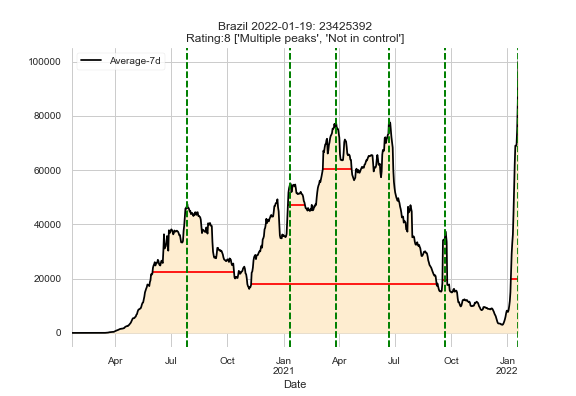 Brazil 2022-01-19: 23425392
Rating:8 ['Multiple peaks', 'Not in control']
Average-7d
100000
80000
60000
40000
20000
0
Apr Jul Oct Jan Apr Jul Oct Jan
2021 2022
Date